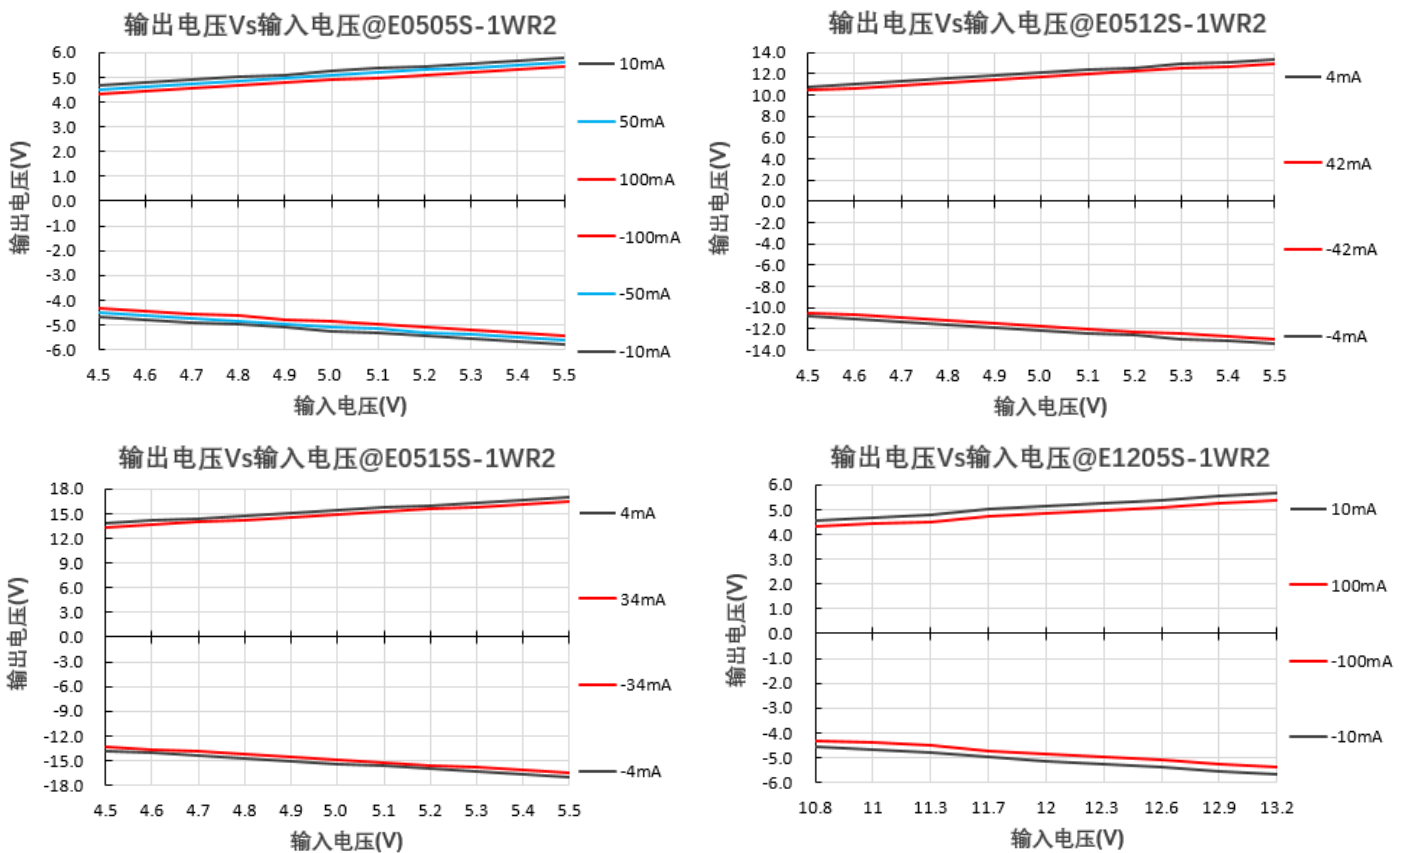 输出电压Vs输入电压@E0505S-1WR2
6.0
5.0
4.0
3.0
2.0
1.0
0.0
-1.0
-2.0
-3.0
-4.0
-5.0
-6.0
输出电压(V)
4.5 4.6 4.7 4.8 4.9 5.0 5.1 5.2 5.3 5.4 5.5
输入电压(V)
10mA
50mA
100mA
-100mA
-50mA
-10mA
输出电压Vs输入电压@E0512S-1WR2
14.0
12.0
10.0
8.0
6.0
4.0
2.0
0.0
-2.0
-4.0
-6.0
-8.0
-10.0
-12.0
-14.0
输出电压(V)
4.5 4.6 4.7 4.8 4.9 5.0 5.1 5.2 5.3 5.4 5.5
输入电压(V)
4mA
42mA
-42mA
-4mA
输出电压Vs输入电压@E0515S-1WR2
18.0
15.0
12.0
9.0
6.0
3.0
0.0
-3.0
-6.0
-9.0
-12.0
-15.0
-18.0
输出电压(V)
4.5 4.6 4.7 4.8 4.9 5.0 5.1 5.2 5.3 5.4 5.5
输入电压(V)
4mA
34mA
-34mA
-4mA
输出电压Vs输入电压@E1205S-1WR2
6.0
5.0
4.0
3.0
2.0
1.0
0.0
-1.0
-2.0
-3.0
-4.0
-5.0
-6.0
输出电压(V)
10.8 11 11.3 11.7 12 12.3 12.6 12.9 13.2
输入电压(V)
10mA
100mA
-100mA
-10mA